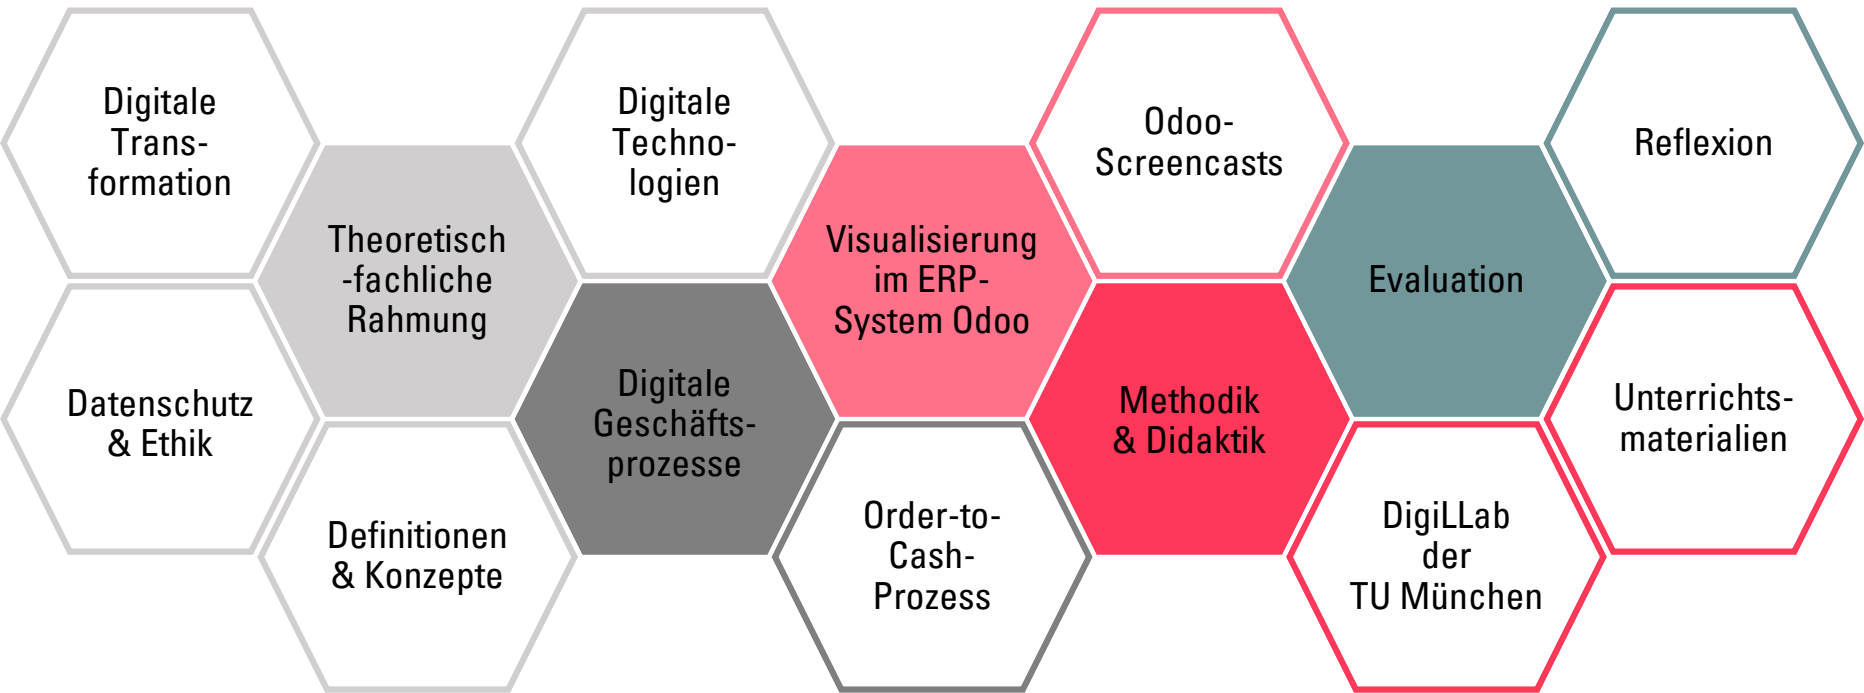 Digitale
Trans-
formation
Digitale
Techno-
logien
Odoo-
Screencasts
Reflexion
Theoretisch
-fachliche
Rahmung
Visualisierung
im ERP-
System Odoo
Evaluation
Datenschutz
& Ethik
Digitale
Geschäfts-
prozesse
Methodik
& Didaktik
Unterrichts-
materialien
Definitionen
& Konzepte
Order-to-
Cash-
Prozess
DigiLLab
der
TU München